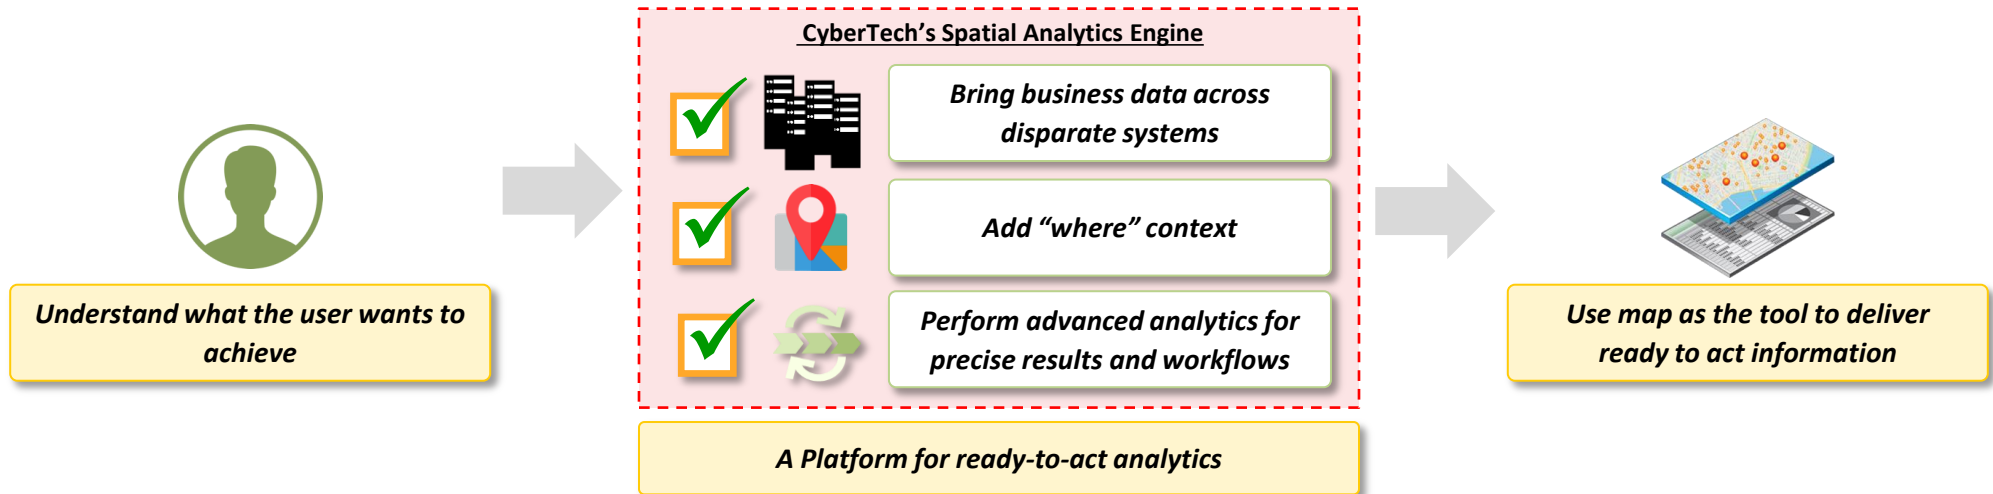 CyberTech’s Spatial Analytics Engine
Bring business data across
disparate systems
Add “where” context
Perform advanced analytics for
precise results and workflows
Understand what the user wants to
achieve
Use map as the tool to deliver
ready to act information
A Platform for ready-to-act analytics